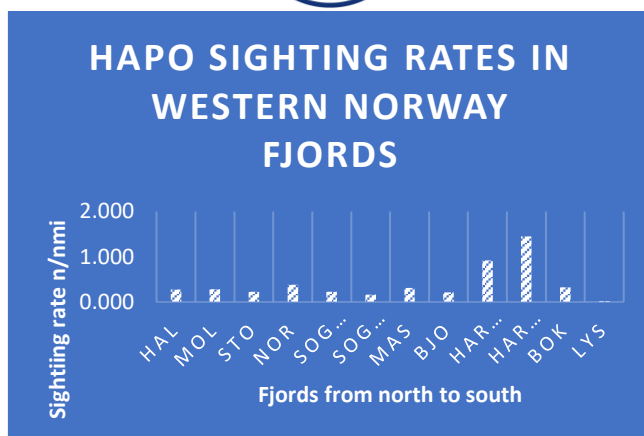 HAPO SIGHTING RATES IN
WESTERN NORWAY
FJORDS
Sightiing rate n/nmi
2.000
1.000
0.000
HAL
MOL
STO
NOR
SOG...
SOG...
MAS
BJO
HAR...
HAR...
BOK
LYS
Fjords from north to south